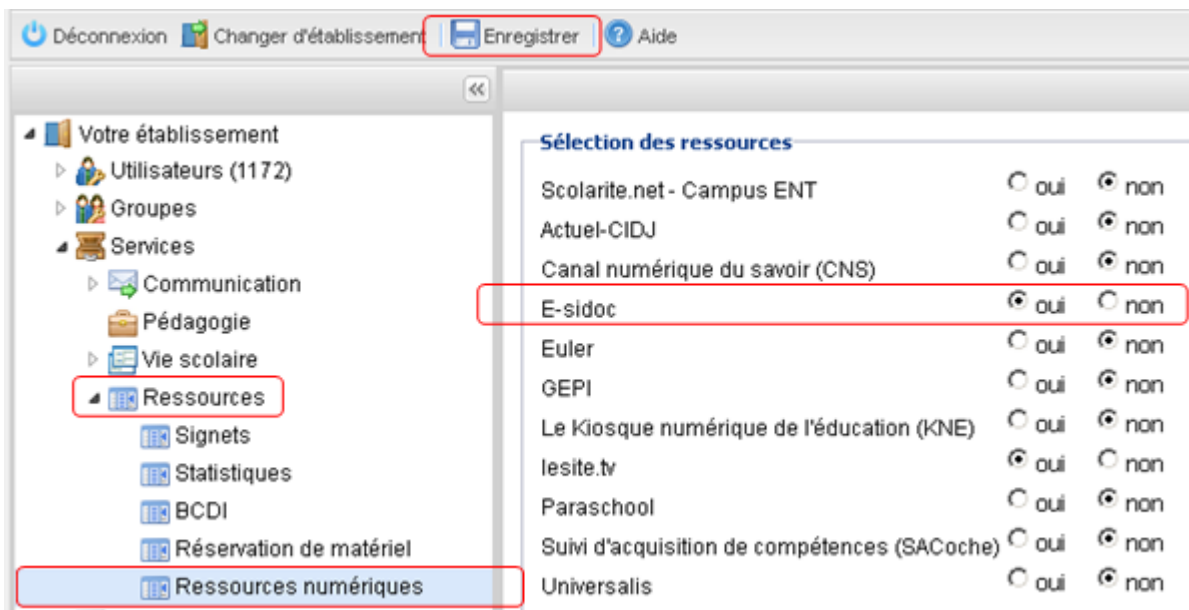 Déconnexion Changer d'établissement Enregistrer Aide
Votre établissement
Utilisateurs (1172)
Groupes
Services
Communication
Pédagogie
Vie scolaire
Ressources
Signets
Statistiques
BCDI
Réservation de matériel
Ressources numériques
Sélection des ressources
Scolarite.net - Campus ENT oui non
Actuel-CIDJ oui non
Canal numérique du savoir (CNS) oui non
E-sidoc oui non
Euler oui non
GEPI oui non
Le Kiosque numérique de l'éducation (KNE) oui non
lesite.tv oui non
Paraschool oui non
Suivi d'acquisition de compétences (SACoche) oui non
Universalis oui non